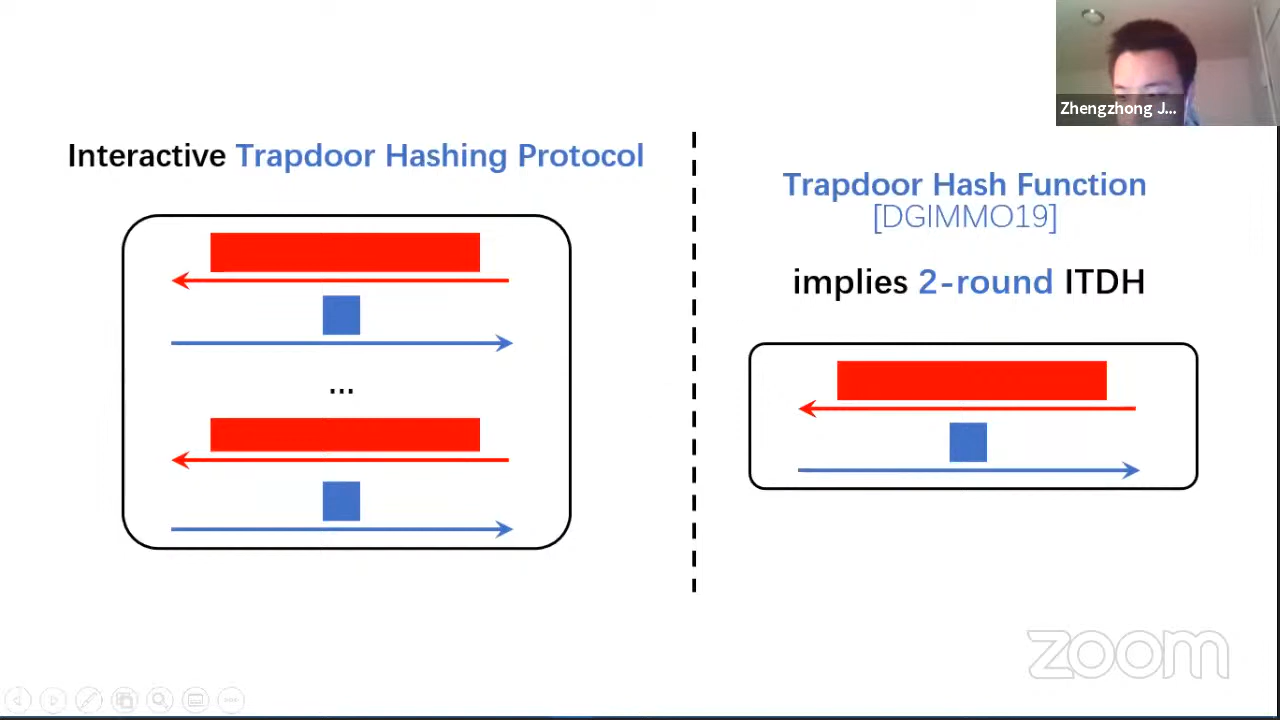 Zhengzhong J...
Interactive Trapdoor Hashing Protocol
...
Trapdoor Hash Function
[DGIMMO19]
implies 2-round ITDH
zoom